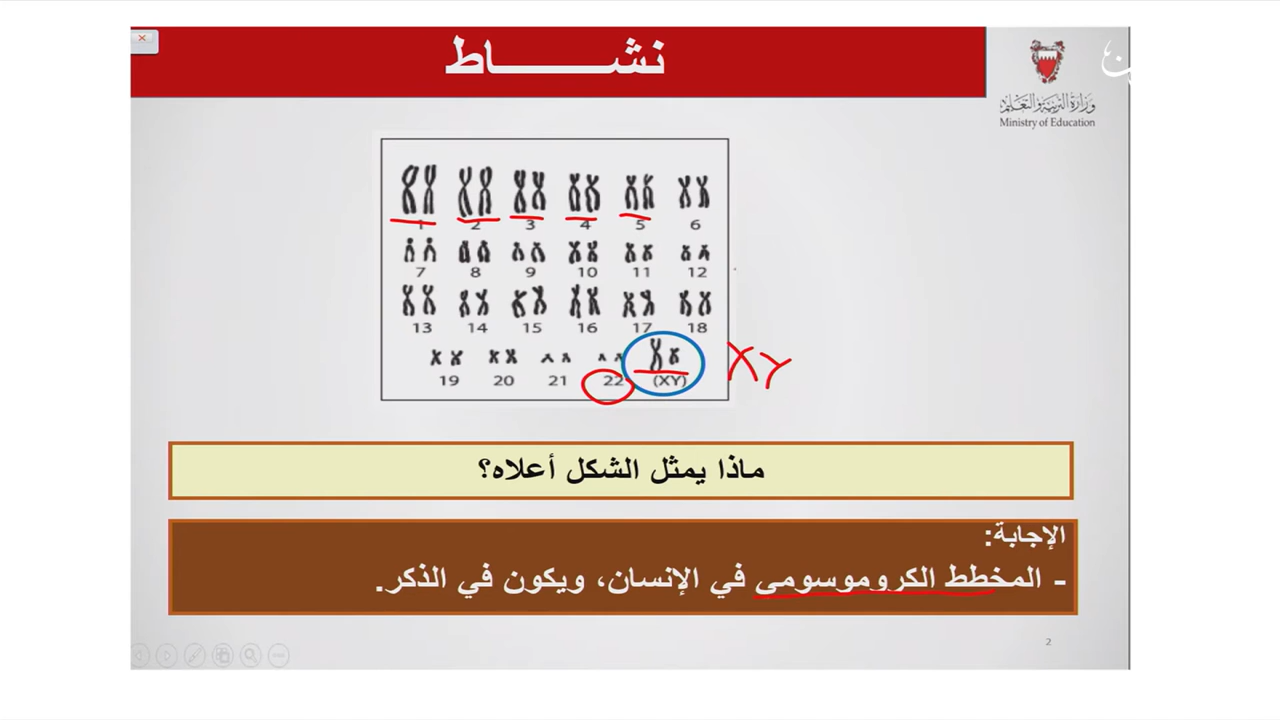 نشــــــــاط
وزارة التربية والتعليم
Ministry of Education
1 2 3 4 5 6
7 8 9 10 11 12
13 14 15 16 17 18
19 20 21 22 (XY)
XY
ماذا يمثل الشكل أعلاه؟
الإجابة:
- المخطط الكروموسومي في الإنسان، ويكون في الذكر.
2